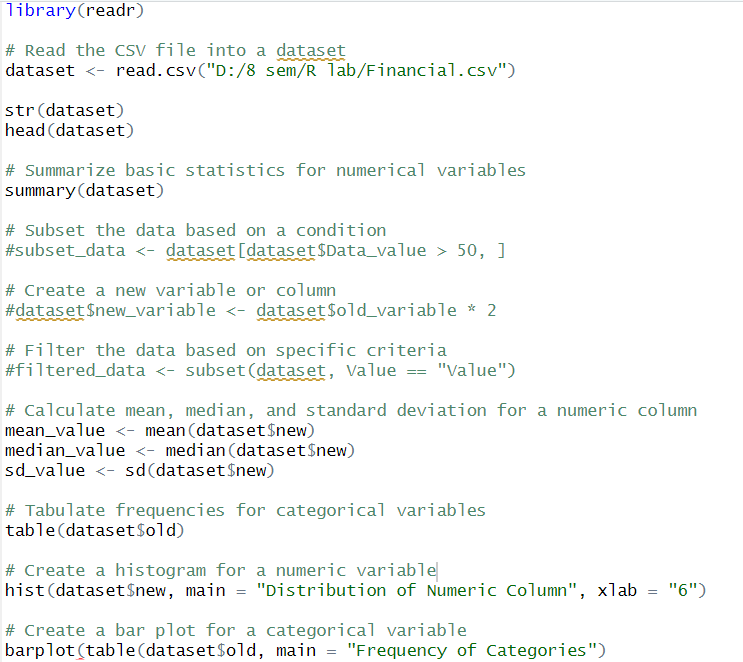 library(readr)
# Read the CSV file into a dataset
dataset <- read.csv("D:/8 sem/R lab/Financial.csv")
str(dataset)
head(dataset)
# Summarize basic statistics for numerical variables
summary(dataset)
# Subset the data based on a condition
#subset_data <- dataset[dataset$Data_value > 50, ]
# Create a new variable or column
#dataset$new_variable <- dataset$old_variable * 2
# Filter the data based on specific criteria
#filtered_data <- subset(dataset, Value == "Value")
# Calculate mean, median, and standard deviation for a numeric column
mean_value <- mean(dataset$new)
median_value <- median(dataset$new)
sd_value <- sd(dataset$new)
# Tabulate frequencies for categorical variables
table(dataset$old)
# Create a histogram for a numeric variable
hist(dataset$new, main = "Distribution of Numeric Column", xlab = "6")
# Create a bar plot for a categorical variable
barplot(table(dataset$old, main = "Frequency of Categories")